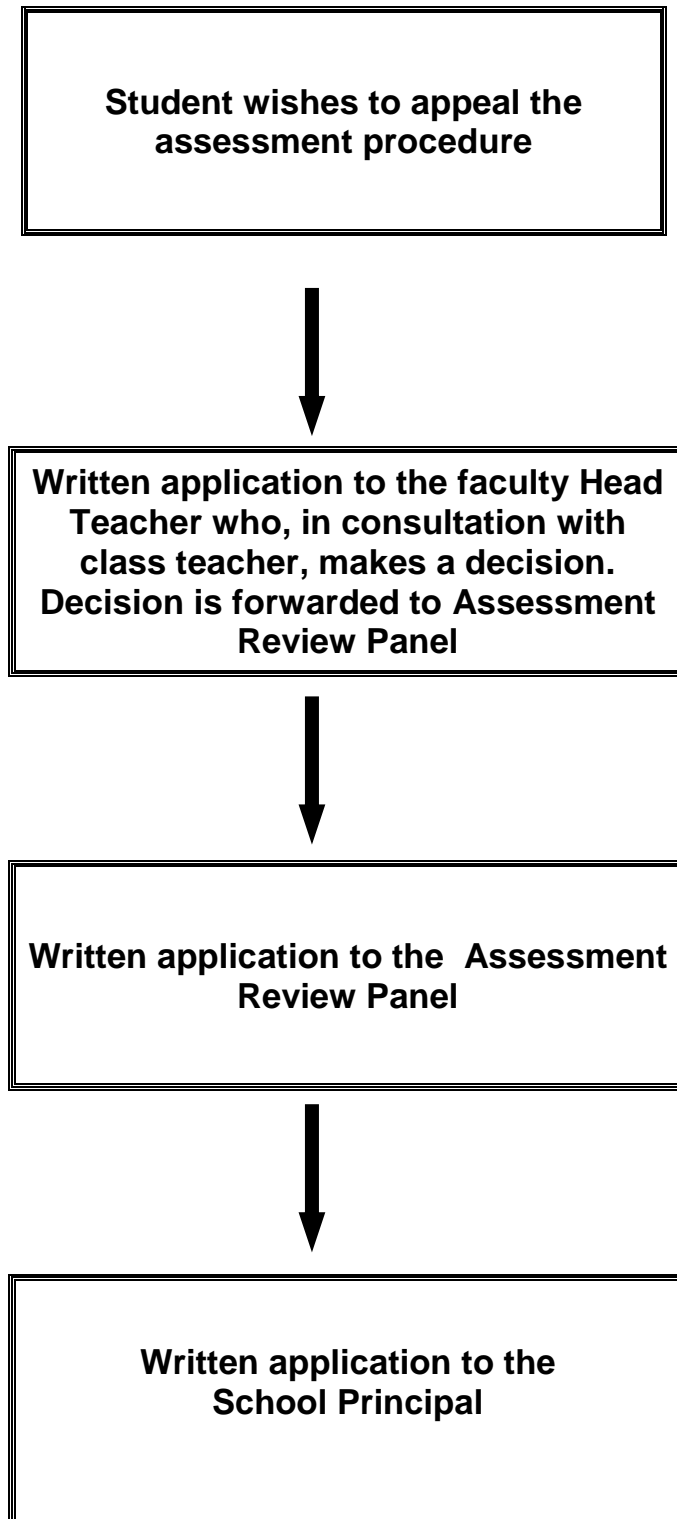 Student wishes to appeal the
assessment procedure
Written application to the faculty Head
Teacher who, in consultation with
class teacher, makes a decision.
Decision is forwarded to Assessment
Review Panel
Written application to the  Assessment
Review Panel
Written application to the
School Principal